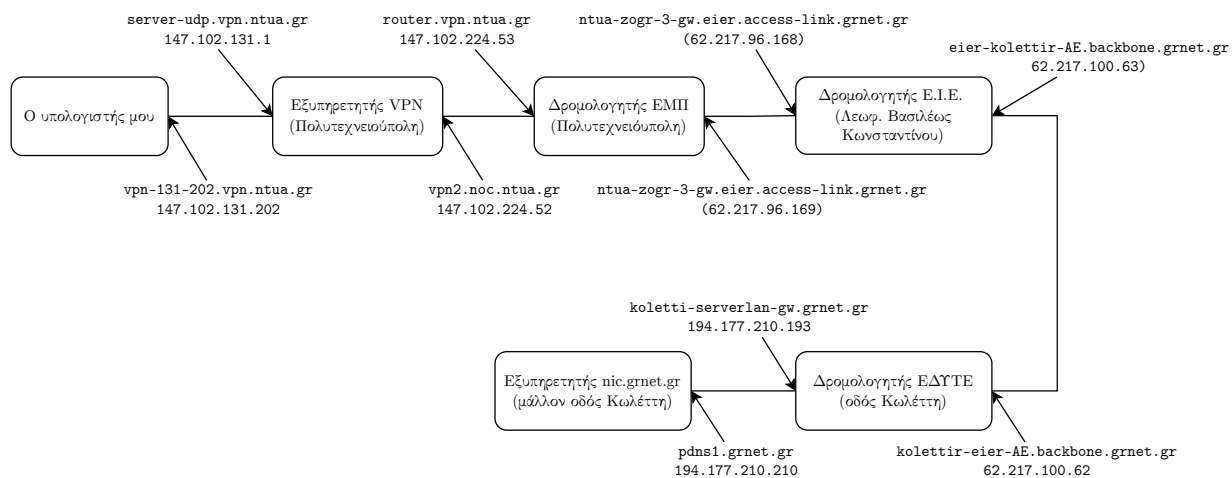 server-udp.vpn.ntua.gr
147.102.131.1
router.vpn.ntua.gr
147.102.224.53
ntua-zogr-3-gw.eier.access-link.grnet.gr
(62.217.96.168)
eier-kolettir-AE.backbone.grnet.gr
62.217.100.63)
Ο υπολογιστής μου
Εξυπηρετητής VPN
(Πολυτεχνειούπολη)
Δρομολογητής ΕΜΠ
(Πολυτεχνειόυπολη)
Δρομολογητής Ε.Ι.Ε.
(Λεωφ. Βασιλέως
Κωνσταντίνου)
vpn-131-202.vpn.ntua.gr
147.102.131.202
vpn2.noc.ntua.gr
147.102.224.52
ntua-zogr-3-gw.eier.access-link.grnet.gr
(62.217.96.169)
koletti-serverlan-gw.grnet.gr
194.177.210.193
Εξυπηρετητής nic.grnet.gr
(μάλλον οδός Κωλέττη)
Δρομολογητής ΕΔΥΤΕ
(οδός Κωλέττη)
pdns1.grnet.gr
194.177.210.210
kolettir-eier-AE.backbone.grnet.gr
62.217.100.62